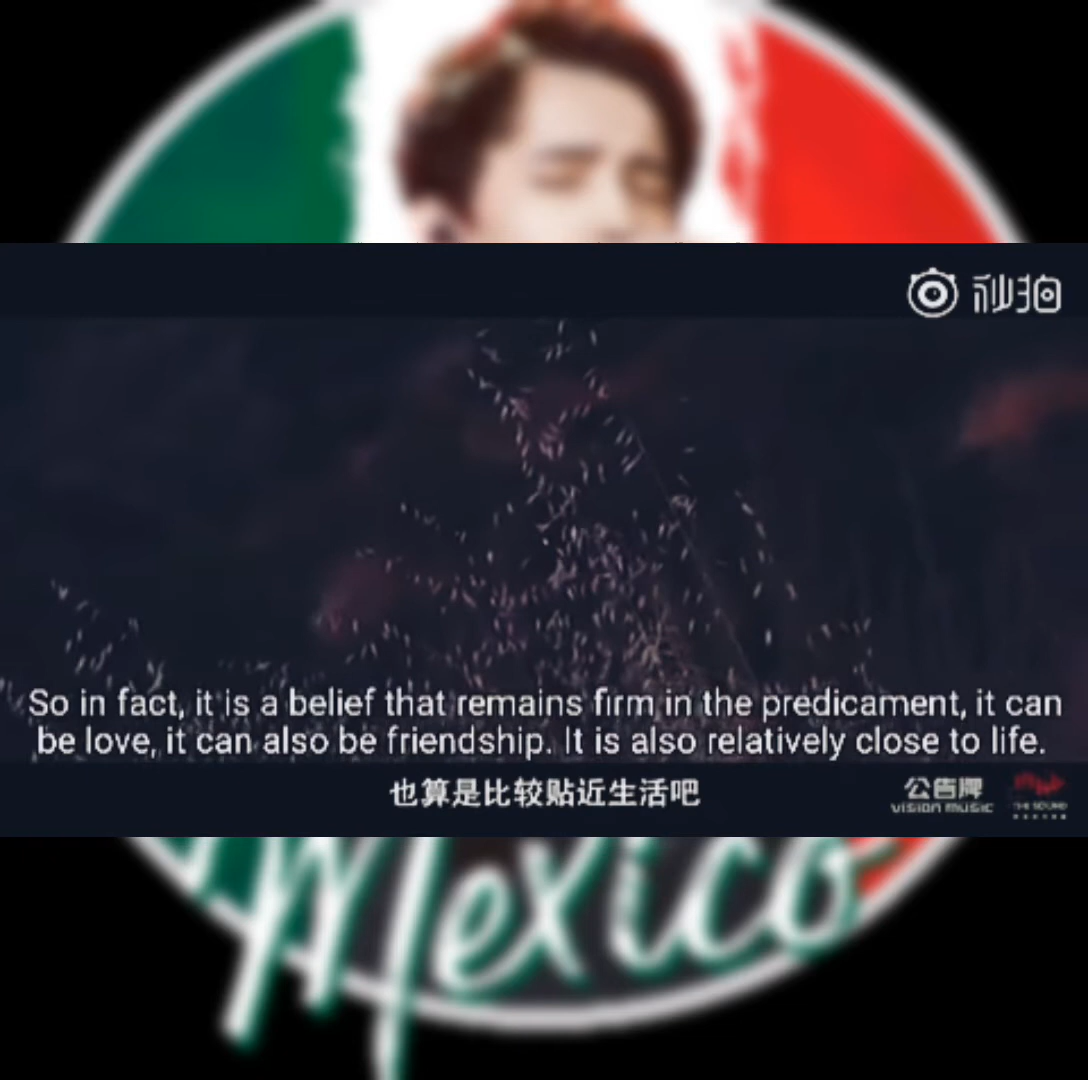 秒拍
So in fact, it is a belief that remains firm in the predicament, it can
be love, it can also be friendship. It is also relatively close to life.
也算是比较贴近生活吧
公告牌
VISION MUSIC
THE SOUND
Mexico